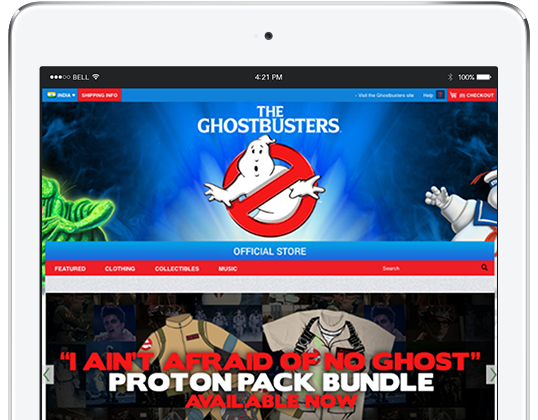 BELL 4:21 PM 100%
INDIA SHIPPING INFO - Visit the Ghostbusters site Help (0) CHECKOUT
THE
GHOSTBUSTERS
OFFICIAL STORE
FEATURED CLOTHING COLLECTIBLES MUSIC Search
“I AIN'T AFRAID OF NO GHOST”
PROTON PACK BUNDLE
AVAILABLE NOW